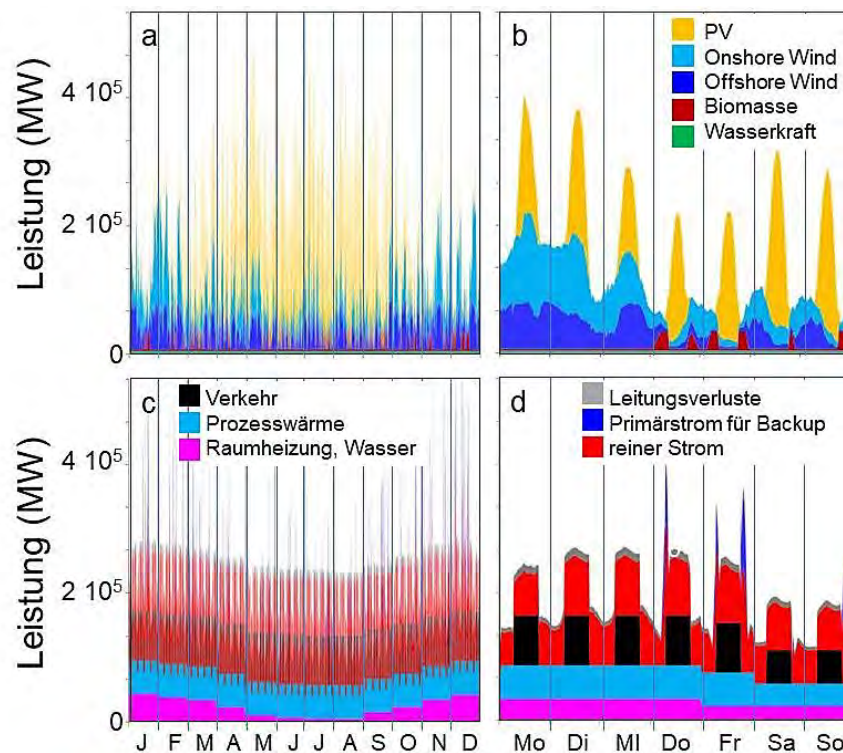 a
b
PV
Onshore Wind
Offshore Wind
Biomasse
Wasserkraft
Leistung (MW)
4 10⁵
2 10⁵
0
c
Verkehr
Prozesswärme
Raumheizung, Wasser
d
Leitungsverluste
Primärstrom für Backup
reiner Strom
Leistung (MW)
4 10⁵
2 10⁵
0
J F M A M J J A S O N D
Mo Di MI Do Fr Sa So